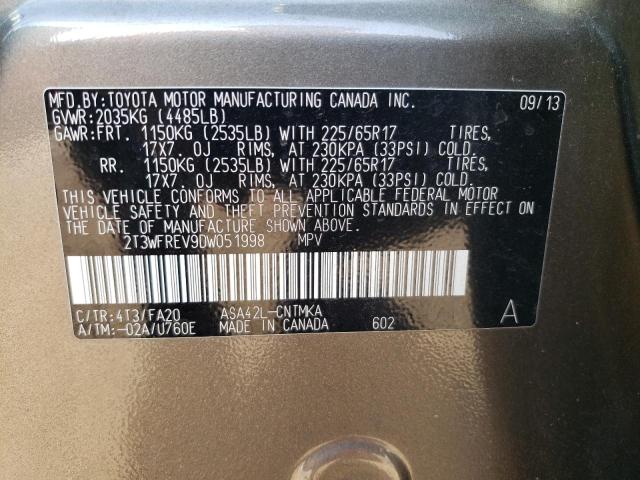 MFD.BY:TOYOTA MOTOR MANUFACTURING CANADA INC. 09/13
GVWR:2035KG (4485LB)
GAWR:FRT. 1150KG (2535LB) WITH 225/65R17 TIRES,
17X7. 0J RIMS, AT 230KPA (33PSI) COLD.
RR. 1150KG (2535LB) WITH 225/65R17 TIRES,
17X7. 0J RIMS, AT 230KPA (33PSI) COLD.
THIS VEHICLE CONFORMS TO ALL APPLICABLE FEDERAL MOTOR
VEHICLE SAFETY AND THEFT PREVENTION STANDARDS IN EFFECT ON
THE DATE OF MANUFACTURE SHOWN ABOVE.
2T3WFREV9DW051998 MPV
C/TR:4T3/FA20 ASA42L-CNTMKA
A/TM:-02A/U760E MADE IN CANADA 602 A